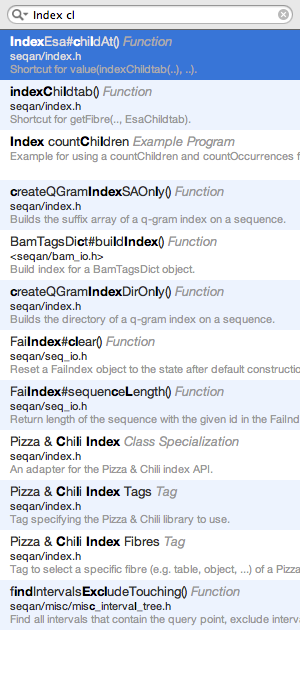 Index cl
IndexEsa#childAt() Function
seqan/index.h
Shortcut for value(indexChildtab(..), ..).
indexChildtab() Function
seqan/index.h
Shortcut for getFibre(.., EsaChildtab).
Index countChildren Example Program
Example for using a countChildren and countOccurrences f
createQGramIndexSAOnly() Function
seqan/index.h
Builds the suffix array of a q-gram index on a sequence.
BamTagsDict#buildIndex() Function
<seqan/bam_io.h>
Build index for a BamTagsDict object.
createQGramIndexDirOnly() Function
seqan/index.h
Builds the directory of a q-gram index on a sequence.
FaiIndex#clear() Function
seqan/seq_io.h
Reset a FaiIndex object to the state after default constructio
FaiIndex#sequenceLength() Function
seqan/seq_io.h
Return length of the sequence with the given id in the FaiInd
Pizza & Chili Index Class Specialization
seqan/index.h
An adapter for the Pizza & Chili index API.
Pizza & Chili Index Tags Tag
seqan/index.h
Tag specifying the Pizza & Chili library to use.
Pizza & Chili Index Fibres Tag
seqan/index.h
Tag to select a specific fibre (e.g. table, object, ...) of a Pizza
findIntervalsExcludeTouching() Function
seqan/misc/misc_interval_tree.h
Find all intervals that contain the query point, exclude interv